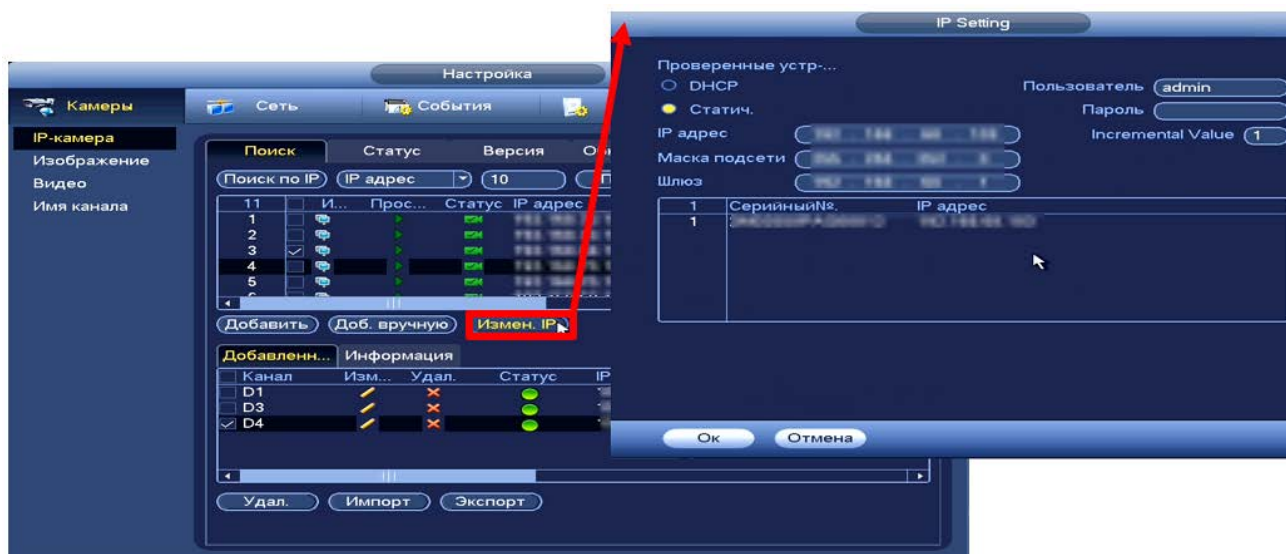 Настройка
Камеры
Сеть
События
IP-камера
Изображение
Видео
Имя канала
Поиск Статус Версия
Поиск по IP IP адрес 10
11 И... Прос... Статус IP адрес
1
2
3
4
5
Добавить Доб. вручную Измен. IP
Добавленн... Информация
Канал Изм... Удал. Статус IP
D1
D3
D4
Удал. Импорт Экспорт
IP Setting
Проверенные устр-...
DHCP Пользователь admin
Статич. Пароль
IP адрес Incremental Value 1
Маска подсети
Шлюз
1 Серийный№. IP адрес
1
Ок Отмена